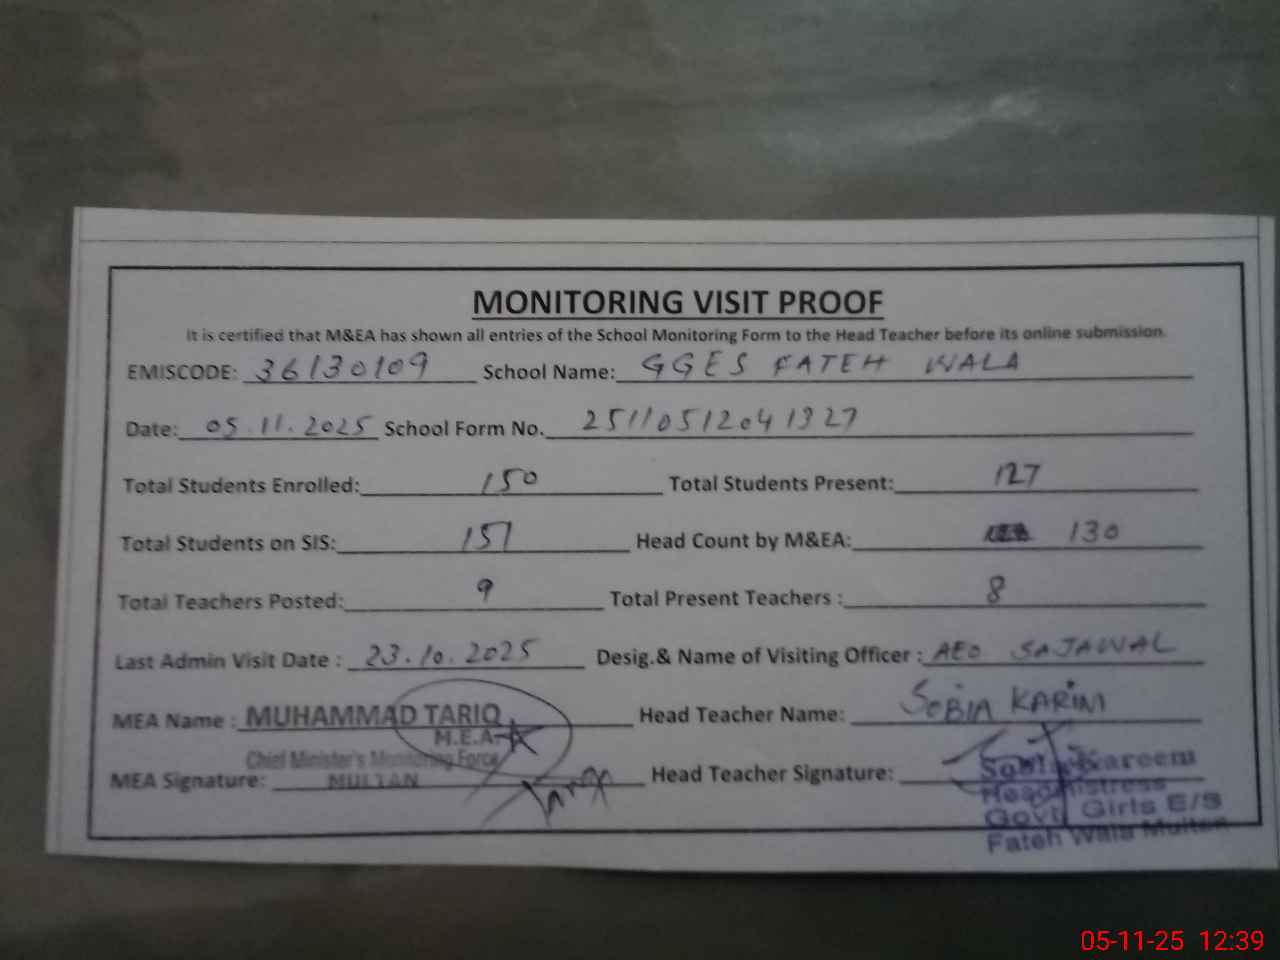 MONITORING VISIT PROOF
It is certified that M&EA has shown all entries of the School Monitoring Form to the Head Teacher before its online submission.
EMISCODE: 36130109 School Name: GGES FATEH WALA
Date: 05.11.2025 School Form No. 25110512041927
Total Students Enrolled: 150 Total Students Present: 127
Total Students on SIS: 151 Head Count by M&EA: 130
Total Teachers Posted: 9 Total Present Teachers : 8
Last Admin Visit Date : 23.10.2025 Desig.& Name of Visiting Officer : AEO SAJAWAL
MEA Name : MUHAMMAD TARIQ Head Teacher Name: SOBIA KARIM
M.E.A
Chief Minister's Monitoring Force
MEA Signature: MULTAN Tariq Head Teacher Signature: Sobia Kareem
Headmistress
Govt. Girls E/S
Fateh Wala Multan
05-11-25 12:39